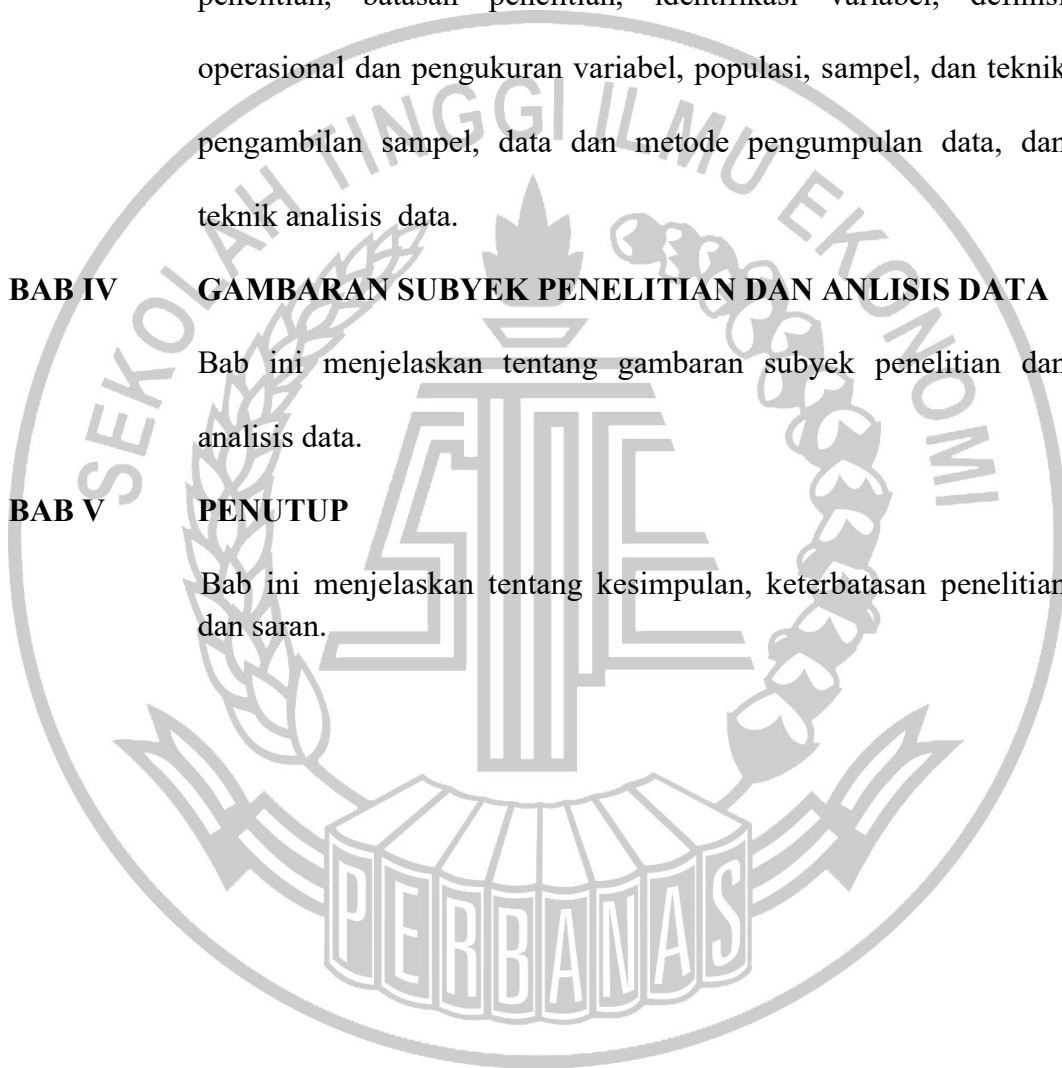 penelitian, batasan penelitian, identifikasi variabel, definisi
operasional dan pengukuran variabel, populasi, sampel, dan teknik
pengambilan sampel, data dan metode pengumpulan data, dan
teknik analisis data.
BAB IV GAMBARAN SUBYEK PENELITIAN DAN ANLISIS DATA
Bab ini menjelaskan tentang gambaran subyek penelitian dan
analisis data.
BAB V PENUTUP
Bab ini menjelaskan tentang kesimpulan, keterbatasan penelitian
dan saran.
SEKOLAH TINGGI ILMU EKONOMI
STIE
PERBANAS